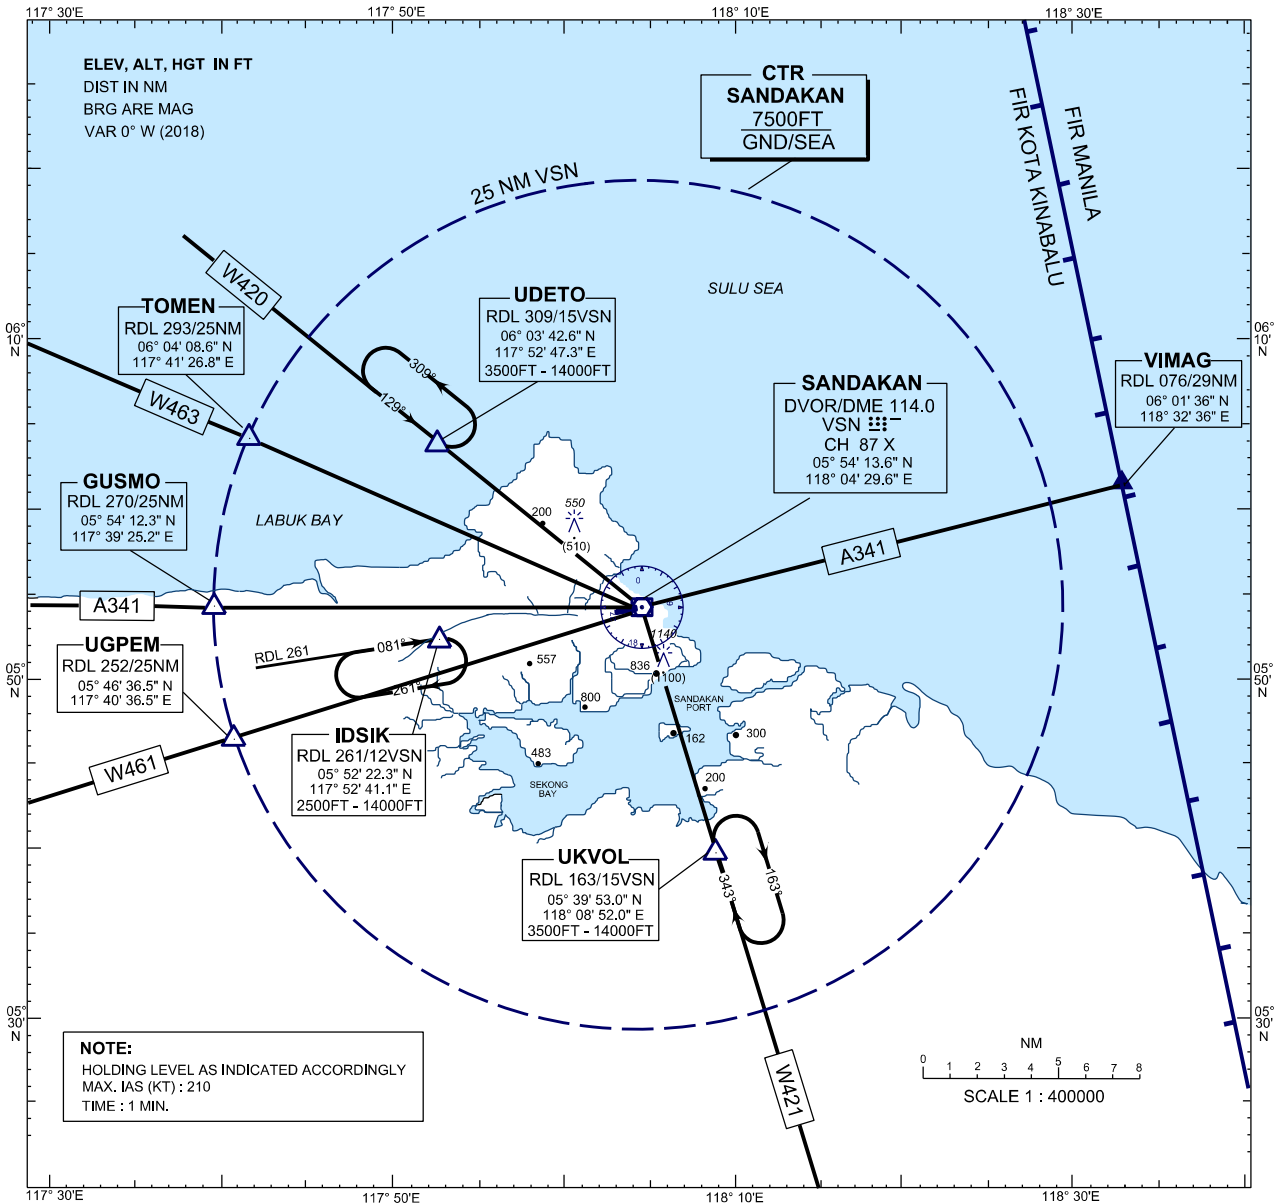 117° 30'E
117° 50'E
118° 10'E
118° 30'E
ELEV, ALT, HGT IN FT
DIST IN NM
BRG ARE MAG
VAR 0° W (2018)
CTR
SANDAKAN
7500FT
GND/SEA
FIR MANILA
FIR KOTA KINABALU
25 NM VSN
SULU SEA
W420
TOMEN
RDL 293/25NM
06° 04' 08.6" N
117° 41' 26.8" E
UDETO
RDL 309/15VSN
06° 03' 42.6" N
117° 52' 47.3" E
3500FT - 14000FT
06°
10'
N
06°
10'
N
309°
129°
VIMAG
RDL 076/29NM
06° 01' 36" N
118° 32' 36" E
SANDAKAN
DVOR/DME 114.0
VSN
CH 87 X
05° 54' 13.6" N
118° 04' 29.6" E
W463
GUSMO
RDL 270/25NM
05° 54' 12.3" N
117° 39' 25.2" E
LABUK BAY
200
550
(510)
A341
A341
0
18
UGPEM
RDL 252/25NM
05° 46' 36.5" N
117° 40' 36.5" E
RDL 261
081°
261°
557
836
1140
(1100)
800
SANDAKAN
PORT
05°
50'
N
05°
50'
N
162
300
483
200
SEKONG
BAY
W461
IDSIK
RDL 261/12VSN
05° 52' 22.3" N
117° 52' 41.1" E
2500FT - 14000FT
UKVOL
RDL 163/15VSN
05° 39' 53.0" N
118° 08' 52.0" E
3500FT - 14000FT
343°
163°
05°
30'
N
05°
30'
N
NOTE:
HOLDING LEVEL AS INDICATED ACCORDINGLY
MAX. IAS (KT) : 210
TIME : 1 MIN.
W421
NM
0 1 2 3 4 5 6 7 8
SCALE 1 : 400000
117° 30'E
117° 50'E
118° 10'E
118° 30'E